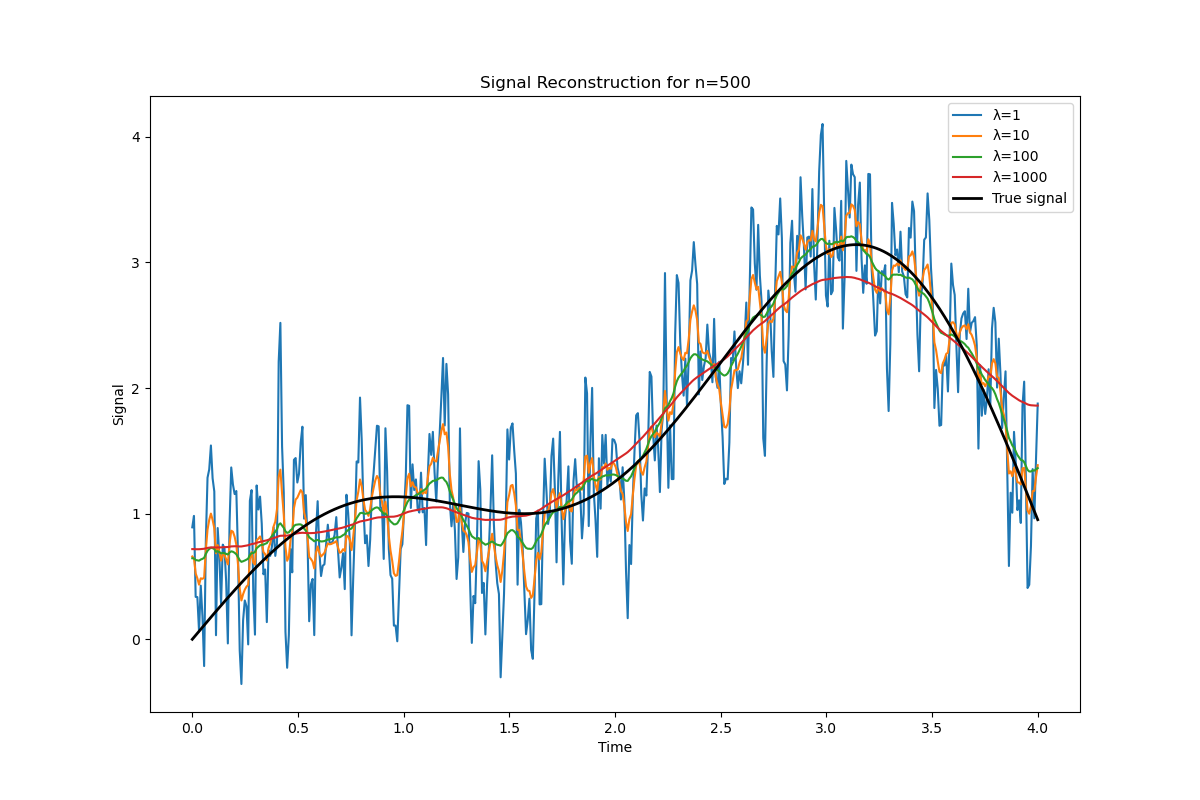 Signal Reconstruction for n=500
λ=1
λ=10
λ=100
λ=1000
True signal
Signal
4
3
2
1
0
0.0 0.5 1.0 1.5 2.0 2.5 3.0 3.5 4.0
Time